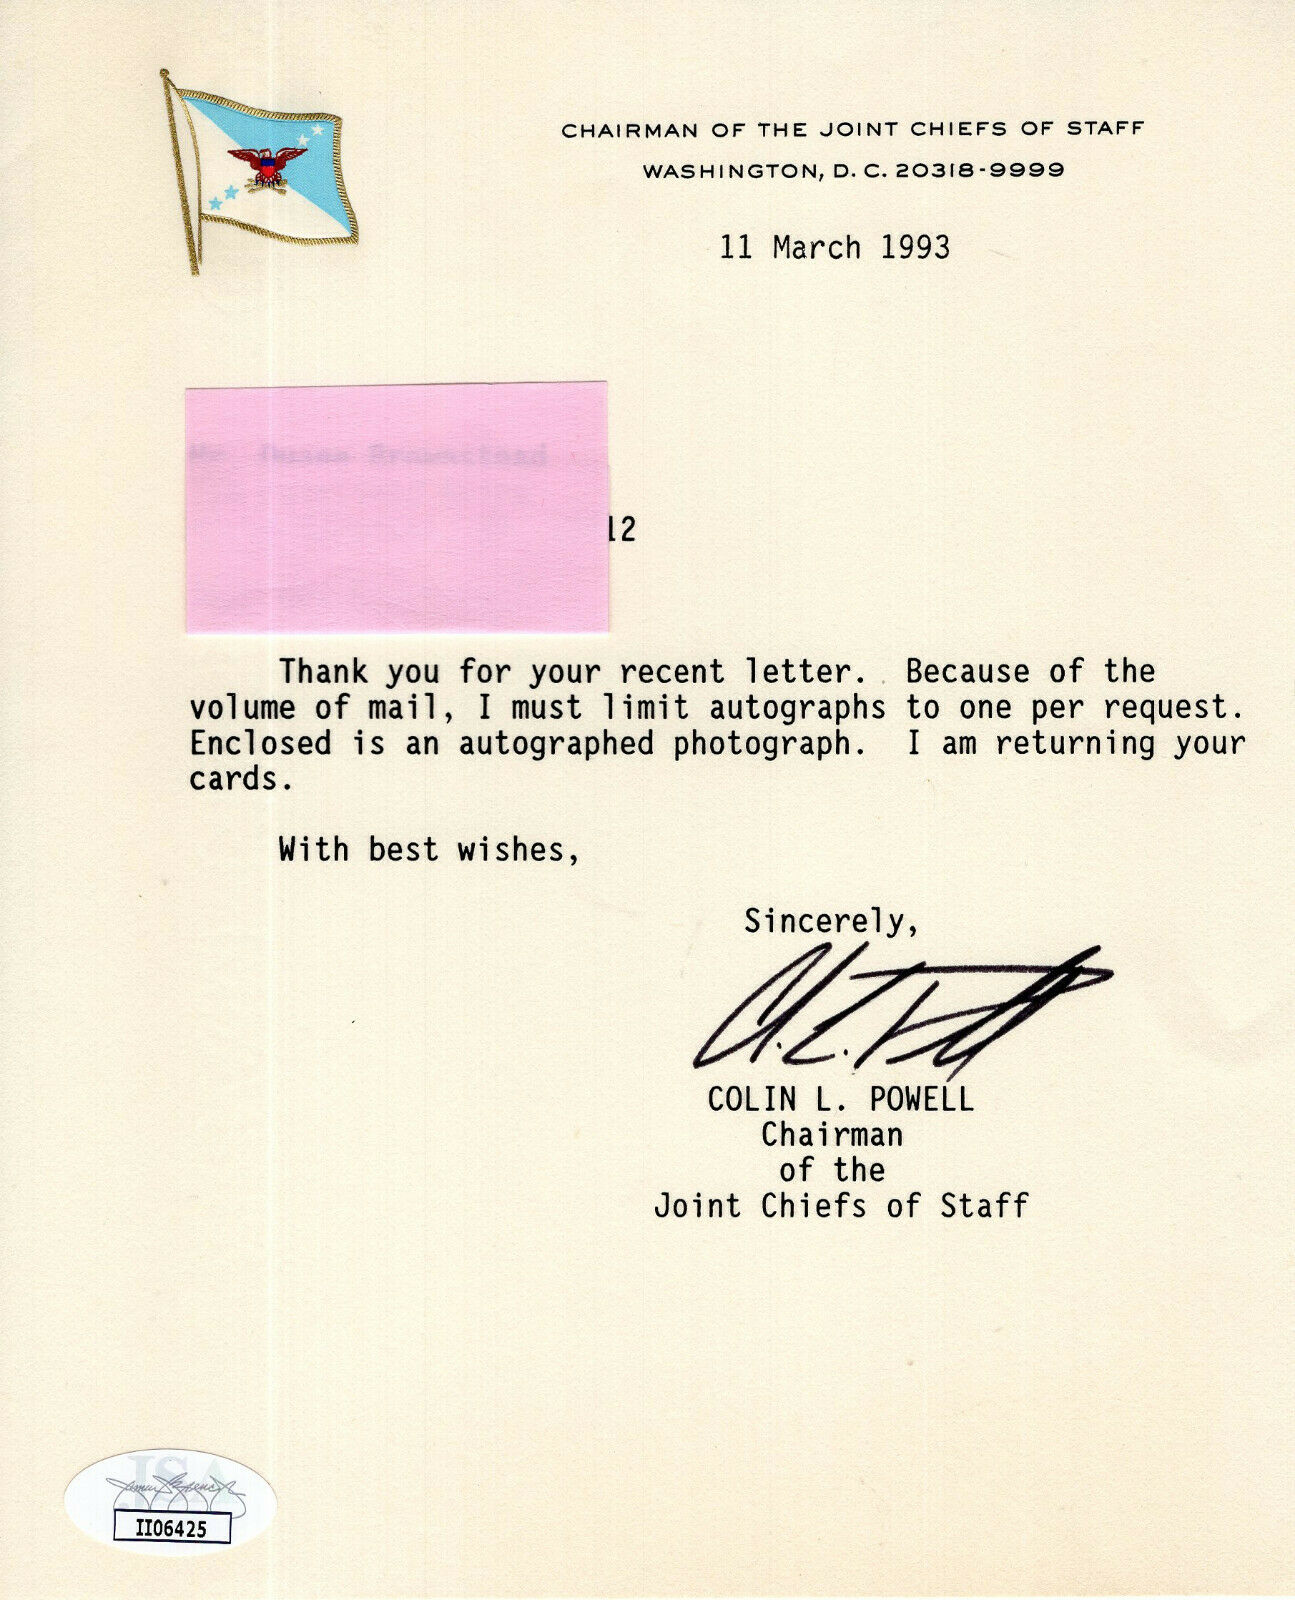 CHAIRMAN OF THE JOINT CHIEFS OF STAFF
WASHINGTON, D. C. 20318-9999
11 March 1993
12
Thank you for your recent letter. Because of the
volume of mail, I must limit autographs to one per request.
Enclosed is an autographed photograph. I am returning your
cards.
With best wishes,
Sincerely,
COLIN L. POWELL
Chairman
of the
Joint Chiefs of Staff
JSA
II06425